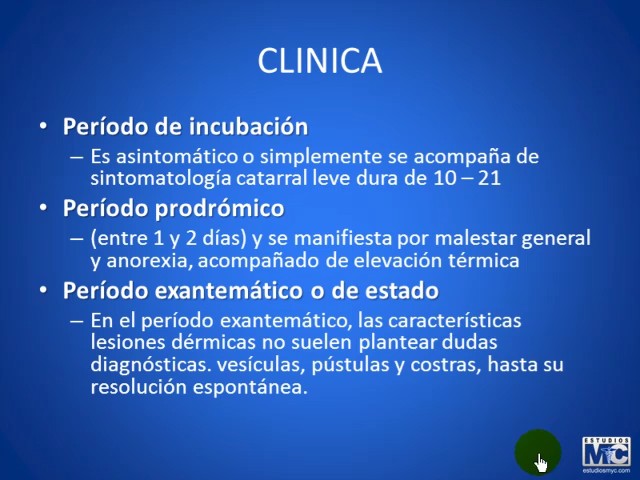 CLINICA
• Período de incubación
– Es asintomático o simplemente se acompaña de
sintomatología catarral leve dura de 10 – 21
• Período prodrómico
– (entre 1 y 2 días) y se manifiesta por malestar general
y anorexia, acompañado de elevación térmica
• Período exantemático o de estado
– En el período exantemático, las características
lesiones dérmicas no suelen plantear dudas
diagnósticas. vesículas, pústulas y costras, hasta su
resolución espontánea.
ESTUDIOS
MYC
estudiosmyc.com